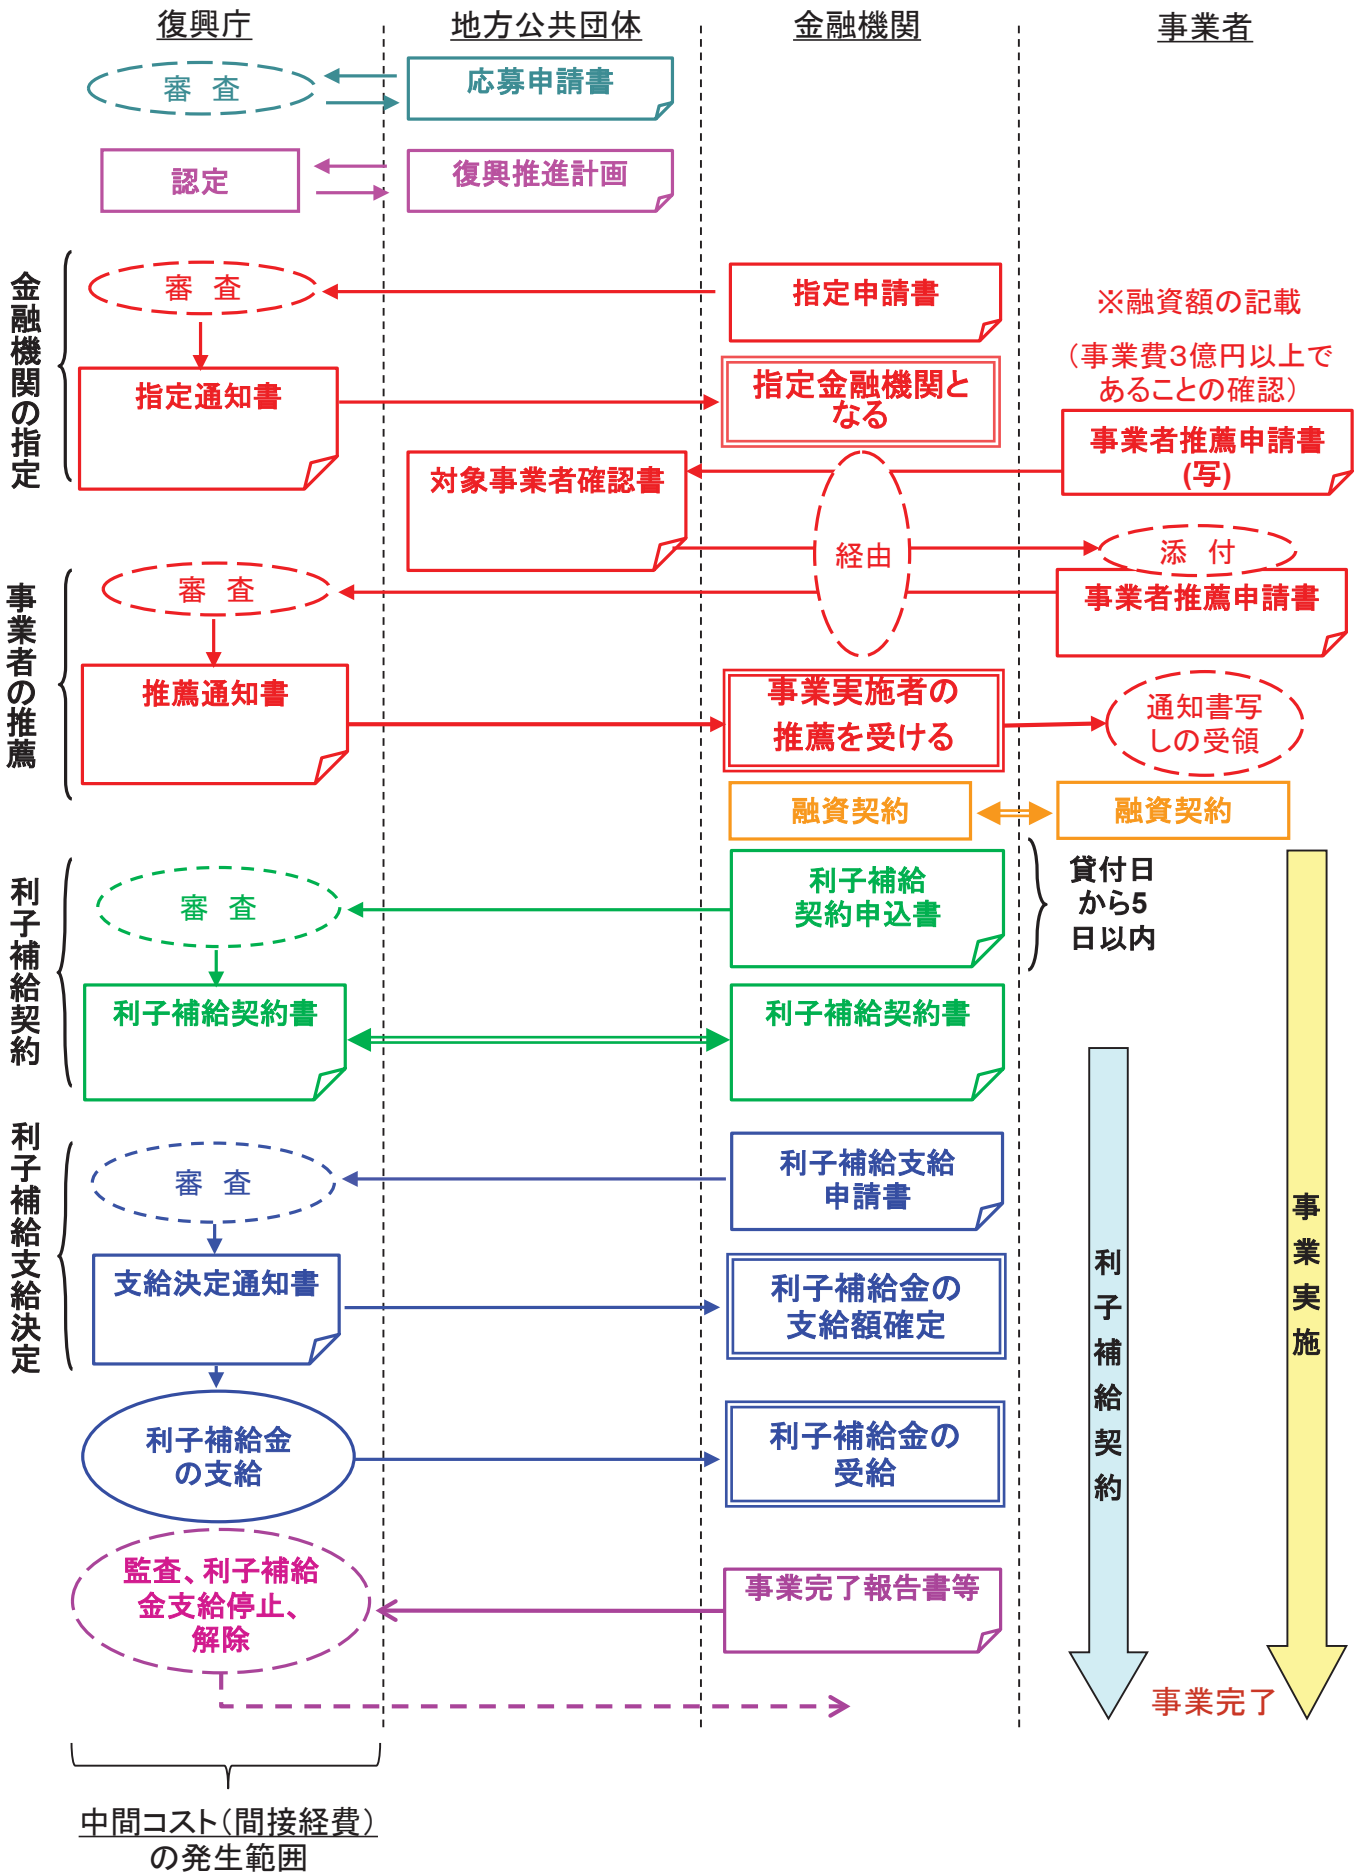 復興庁
地方公共団体
金融機関
事業者
審 査
応募申請書
認定
復興推進計画
金融機関の指定
審 査
指定申請書
※融資額の記載
（事業費３億円以上で
あることの確認）
指定通知書
指定金融機関と
なる
事業者推薦申請書
(写)
対象事業者確認書
経由
添 付
事業者の推薦
審 査
事業者推薦申請書
推薦通知書
事業実施者の
推薦を受ける
通知書写
しの受領
融資契約
融資契約
利子補給契約
審 査
利子補給
契約申込書
貸付日
から5
日以内
利子補給契約書
利子補給契約書
利子補給支給決定
審 査
利子補給支給
申請書
支給決定通知書
利子補給金の
支給額確定
利子補給契約
事業実施
利子補給金
の支給
利子補給金の
受給
監査、利子補給
金支給停止、
解除
事業完了報告書等
事業完了
中間コスト（間接経費）
の発生範囲